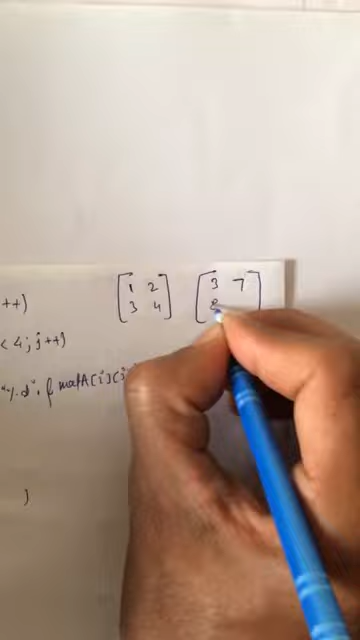 1 2 3 7
++) 3 4 8
< 4; j++)
"%d", & matA[i][j
)